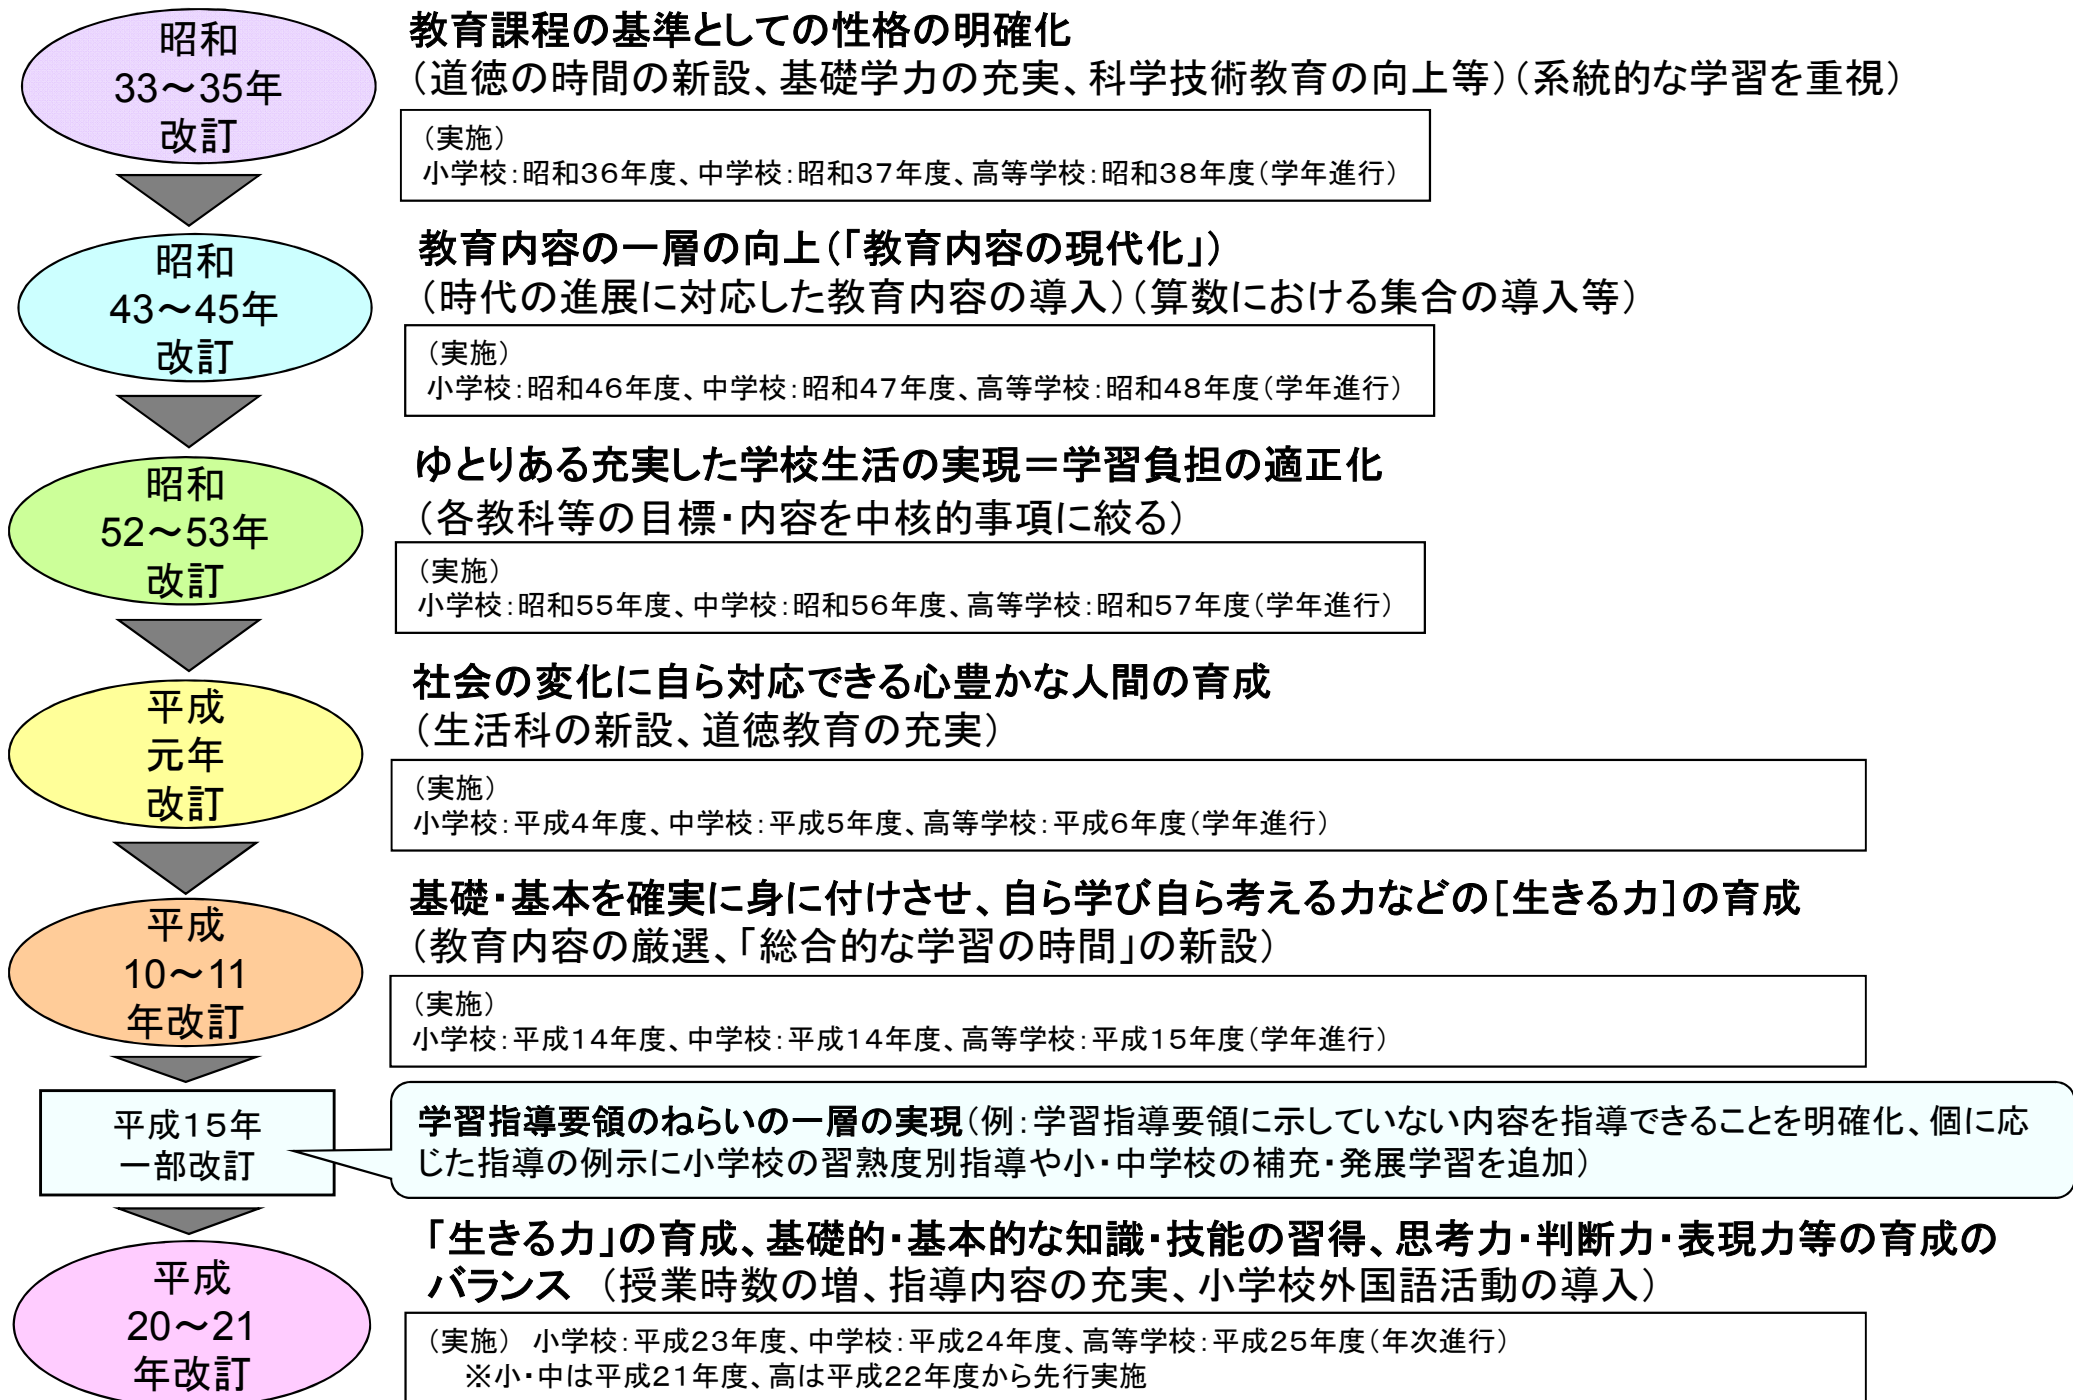 昭和
33～35年
改訂
教育課程の基準としての性格の明確化
（道徳の時間の新設、基礎学力の充実、科学技術教育の向上等）（系統的な学習を重視）
（実施）
小学校：昭和３６年度、中学校：昭和３７年度、高等学校：昭和３８年度（学年進行）
昭和
43～45年
改訂
教育内容の一層の向上（「教育内容の現代化」）
（時代の進展に対応した教育内容の導入）（算数における集合の導入等）
（実施）
小学校：昭和４６年度、中学校：昭和４７年度、高等学校：昭和４８年度（学年進行）
昭和
52～53年
改訂
ゆとりある充実した学校生活の実現＝学習負担の適正化
（各教科等の目標・内容を中核的事項に絞る）
（実施）
小学校：昭和５５年度、中学校：昭和５６年度、高等学校：昭和５７年度（学年進行）
平成
元年
改訂
社会の変化に自ら対応できる心豊かな人間の育成
（生活科の新設、道徳教育の充実）
（実施）
小学校：平成４年度、中学校：平成５年度、高等学校：平成６年度（学年進行）
平成
10～11
年改訂
基礎・基本を確実に身に付けさせ、自ら学び自ら考える力などの［生きる力］の育成
（教育内容の厳選、「総合的な学習の時間」の新設）
（実施）
小学校：平成１４年度、中学校：平成１４年度、高等学校：平成１５年度（学年進行）
平成１５年
一部改訂
学習指導要領のねらいの一層の実現（例：学習指導要領に示していない内容を指導できることを明確化、個に応
じた指導の例示に小学校の習熟度別指導や小・中学校の補充・発展学習を追加）
平成
20～21
年改訂
「生きる力」の育成、基礎的・基本的な知識・技能の習得、思考力・判断力・表現力等の育成の
バランス （授業時数の増、指導内容の充実、小学校外国語活動の導入）
（実施） 小学校：平成２３年度、中学校：平成２４年度、高等学校：平成２５年度（年次進行）
※小・中は平成２１年度、高は平成２２年度から先行実施